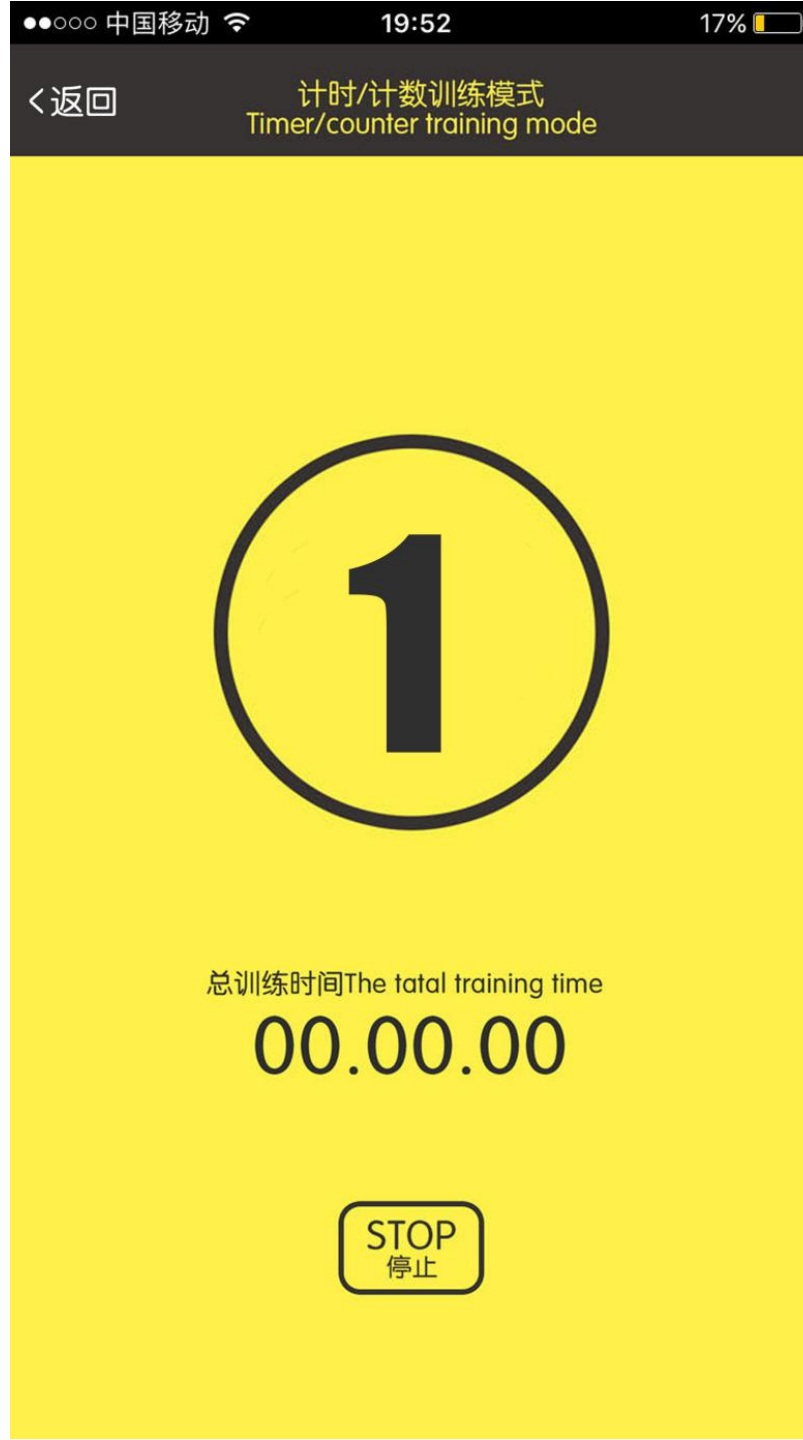 中国移动 19:52 17%
<返回
计时/计数训练模式
Timer/counter training mode
1
总训练时间The tatal training time
00.00.00
STOP
停止